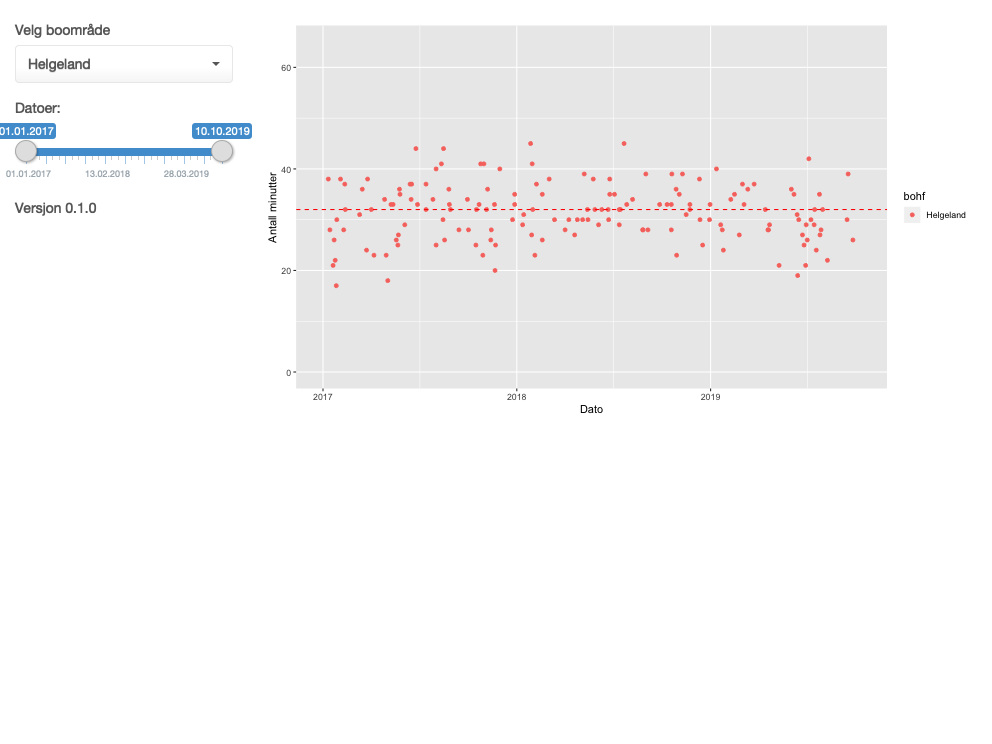 Velg boområde
Helgeland
Datoer:
01.01.2017 10.10.2019
01.01.2017 13.02.2018 28.03.2019
Versjon 0.1.0
Antall minutter
60
40
20
0
2017 2018 2019
Dato
bohf
Helgeland